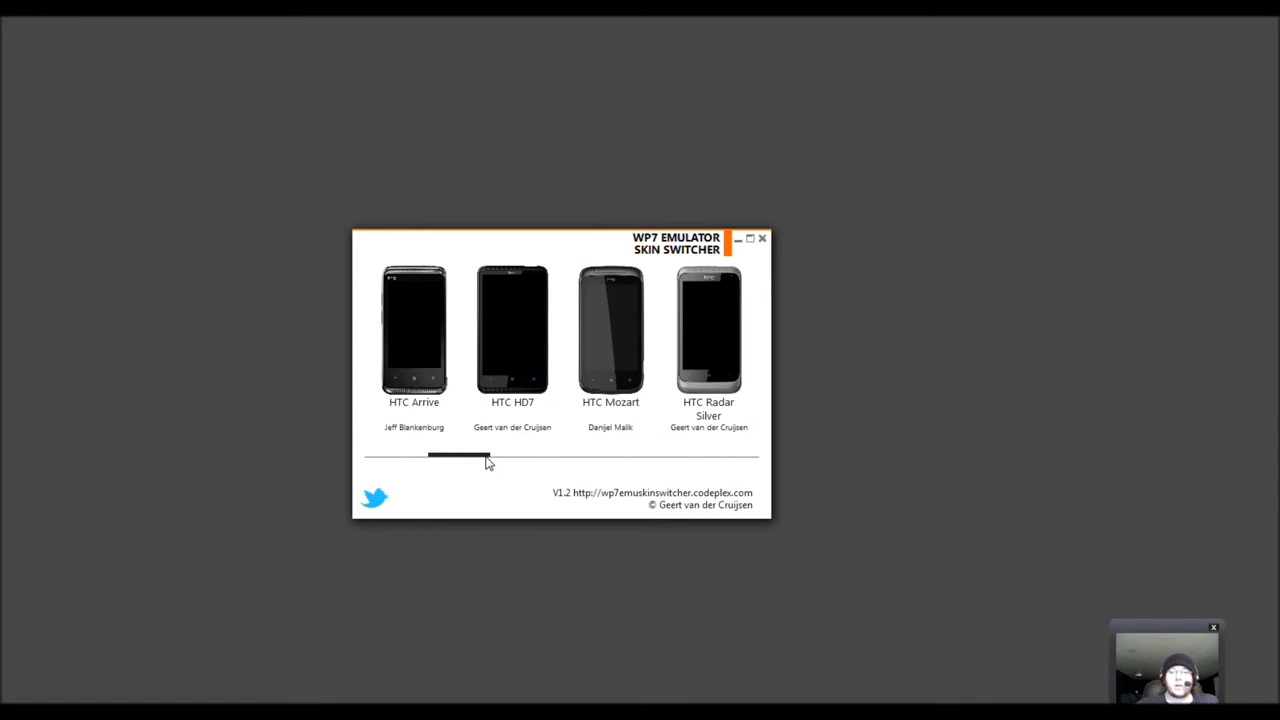 WP7 EMULATOR
SKIN SWITCHER
HTC Arrive
Jeff Blankenburg
HTC HD7
Geert van der Cruijsen
HTC Mozart
Danijel Malik
HTC Radar
Silver
Geert van der Cruijsen
V1.2 http://wp7emuskinswitcher.codeplex.com
© Geert van der Cruijsen